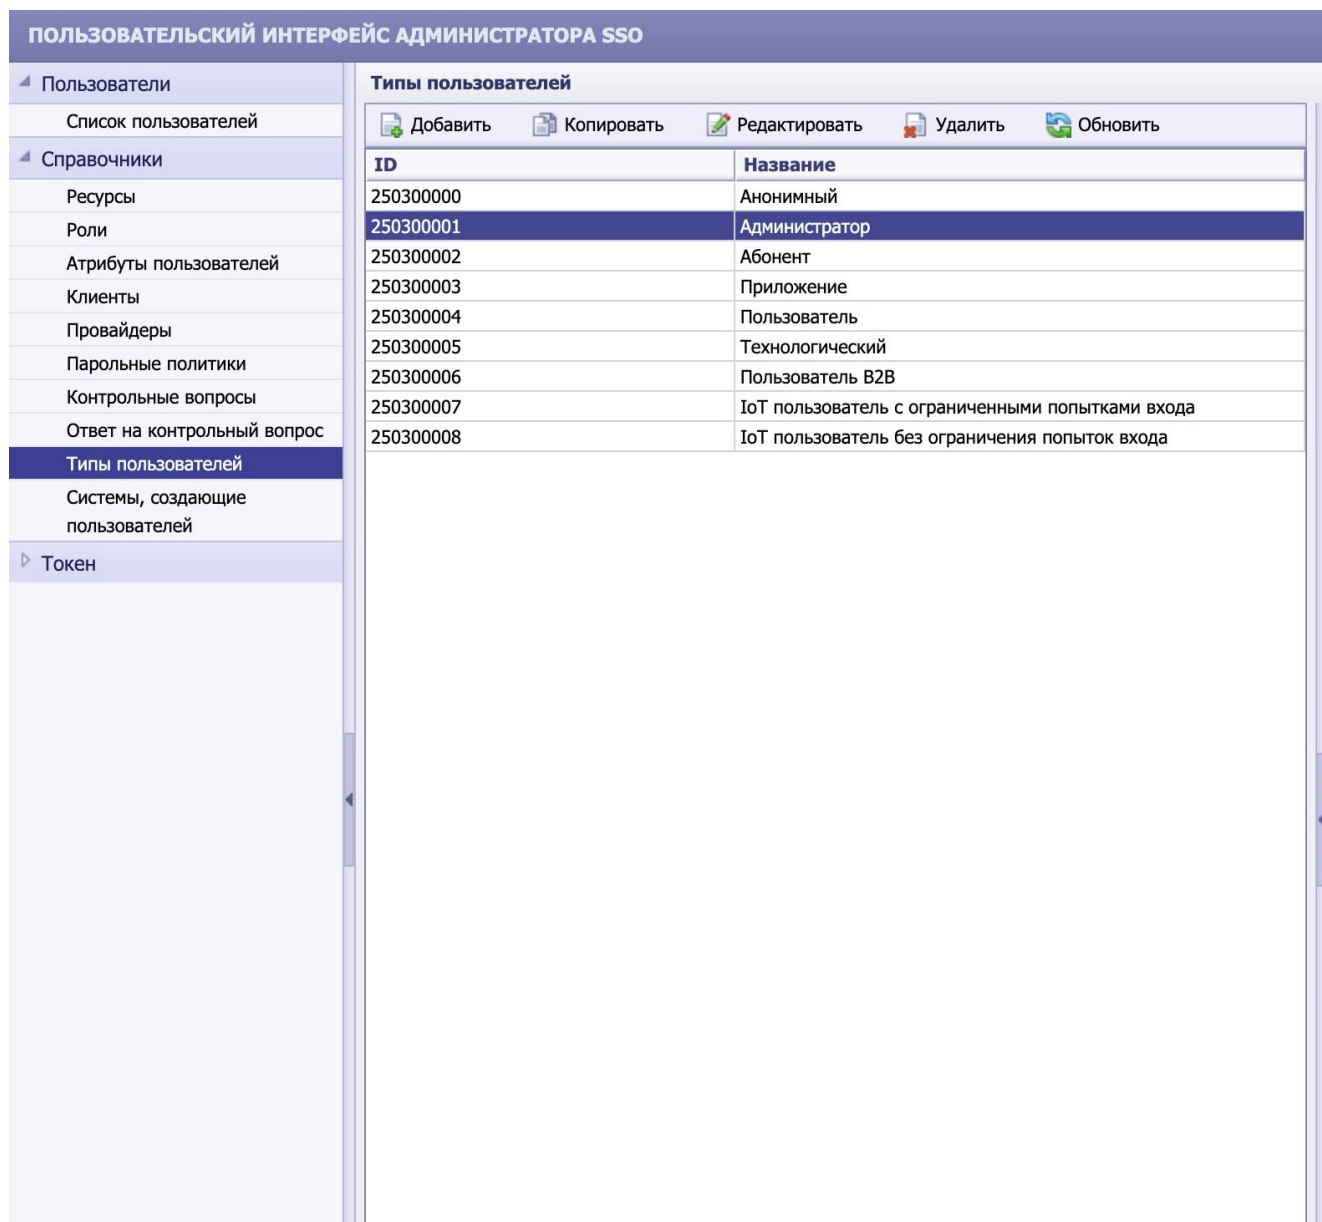 ПОЛЬЗОВАТЕЛЬСКИЙ ИНТЕРФЕЙС АДМИНИСТРАТОРА SSO
Пользователи
Список пользователей
Справочники
Ресурсы
Роли
Атрибуты пользователей
Клиенты
Провайдеры
Парольные политики
Контрольные вопросы
Ответ на контрольный вопрос
Типы пользователей
Системы, создающие
пользователей
Токен
Типы пользователей
Добавить Копировать Редактировать Удалить Обновить
ID Название
250300000 Анонимный
250300001 Администратор
250300002 Абонент
250300003 Приложение
250300004 Пользователь
250300005 Технологический
250300006 Пользователь B2B
250300007 IoT пользователь с ограниченными попытками входа
250300008 IoT пользователь без ограничения попыток входа